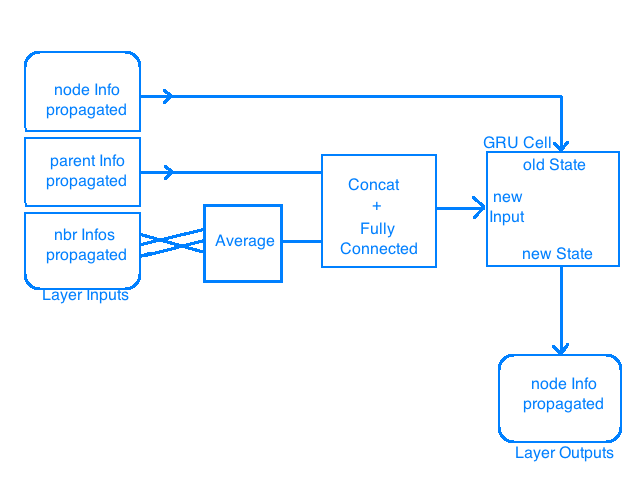 node Info
propagated
parent Info
propagated
nbr Infos
propagated
Layer Inputs
Average
Concat
+
Fully
Connected
GRU Cell
old State
new
Input
new State
node Info
propagated
Layer Outputs